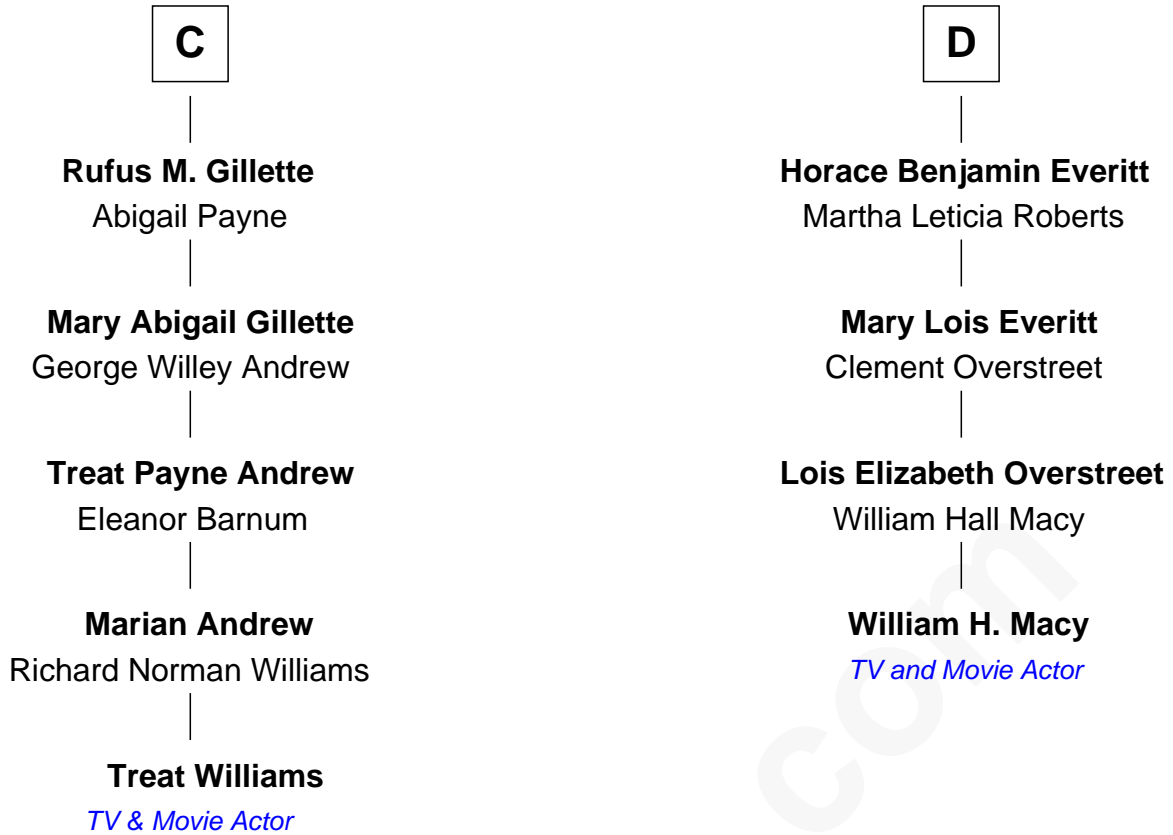 C
Rufus M. Gillette
Abigail Payne
Mary Abigail Gillette
George Willey Andrew
Treat Payne Andrew
Eleanor Barnum
Marian Andrew
Richard Norman Williams
Treat Williams
TV & Movie Actor
D
Horace Benjamin Everitt
Martha Leticia Roberts
Mary Lois Everitt
Clement Overstreet
Lois Elizabeth Overstreet
William Hall Macy
William H. Macy
TV and Movie Actor
com